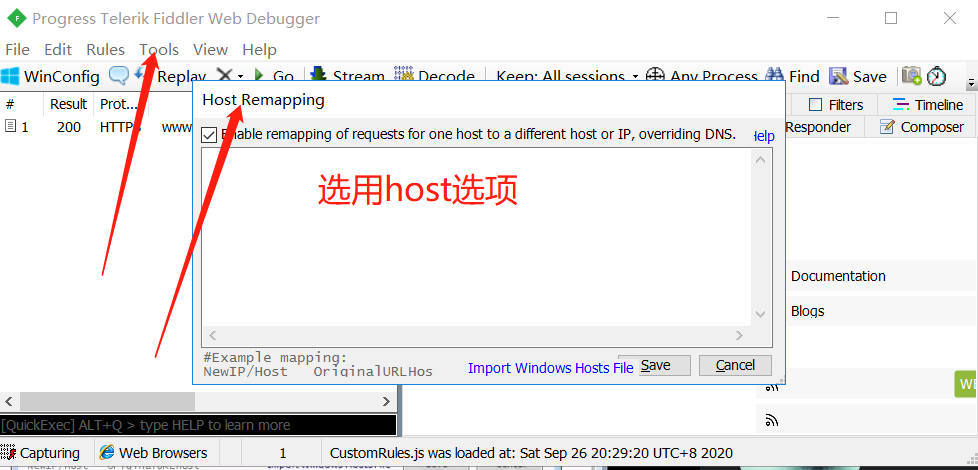 Progress Telerik Fiddler Web Debugger
File Edit Rules Tools View Help
WinConfig Replay Go Stream Decode Keep: All sessions Any Process Find Save
# Result Prot...
Filters Timeline
Host Remapping
1 200 HTTPS www
Responder Composer
Enable remapping of requests for one host to a different host or IP, overriding DNS. Help
选用host选项
Documentation
Blogs
#Example mapping:
NewIP/Host OriginalURLHos
Import Windows Hosts File Save Cancel
[QuickExec] ALT+Q > type HELP to learn more
Capturing Web Browsers 1 CustomRules.js was loaded at: Sat Sep 26 20:29:20 UTC+8 2020